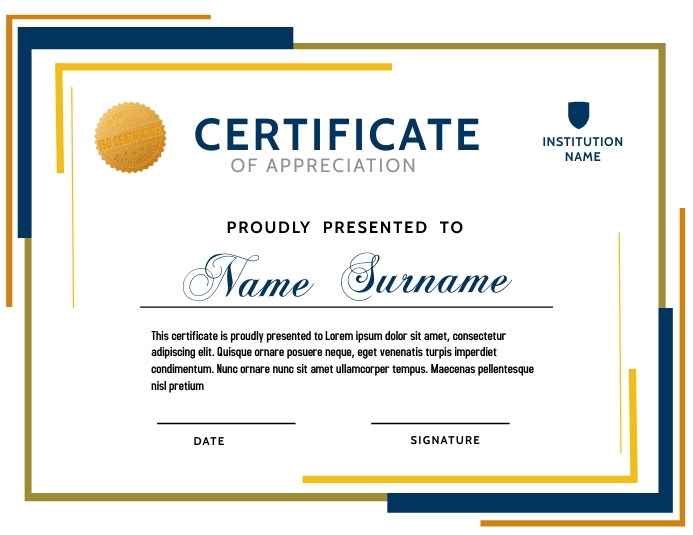 CERTIFICATE
OF APPRECIATION
ISO CERTIFICATE
INSTITUTION
NAME
PROUDLY PRESENTED TO
Name Surname
This certificate is proudly presented to Lorem ipsum dolor sit amet, consectetur
adipiscing elit. Quisque ornare posuere neque, eget venenatis turpis imperdiet
condimentum. Nunc ornare nunc sit amet ullamcorper tempus. Maecenas pellentesque
nisl pretium
DATE
SIGNATURE